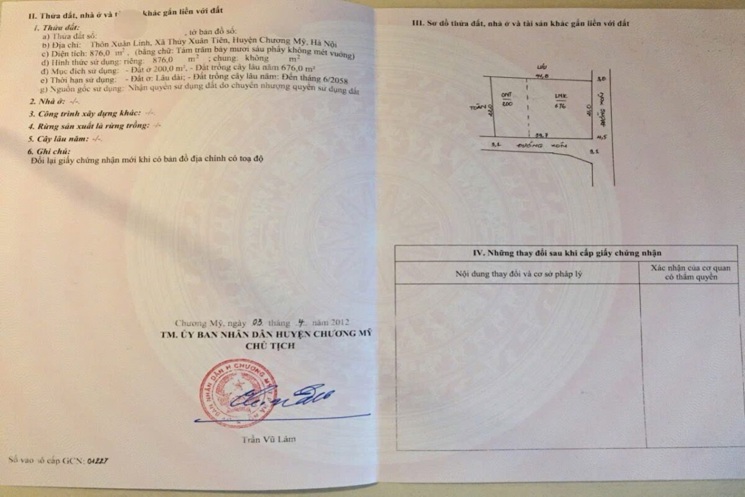 II. Thửa đất, nhà ở và t khác gắn liền với đất
1. Thửa đất:
a) Thửa đất số: , tờ bản đồ số:
b) Địa chỉ: Thôn Xuân Linh, Xã Thủy Xuân Tiên, Huyện Chương Mỹ, Hà Nội
c) Diện tích: 876,0 m², (bằng chữ: Tám trăm bảy mươi sáu phảy không mét vuông)
d) Hình thức sử dụng: riêng: 876,0 m²; chung: không m²
đ) Mục đích sử dụng: - Đất ở 200,0 m², - Đất trồng cây lâu năm 676,0 m²
e) Thời hạn sử dụng: - Đất ở: Lâu dài; - Đất trồng cây lâu năm: Đến tháng 6/2058
g) Nguồn gốc sử dụng: Nhận quyền sử dụng đất do chuyển nhượng quyền sử dụng đất
2. Nhà ở: -/-
3. Công trình xây dựng khác: -/-
4. Rừng sản xuất là rừng trồng: -/-
5. Cây lâu năm: -/-
6. Ghi chú:
Đổi lại giấy chứng nhận mới khi có bản đồ địa chính có toạ độ
Chương Mỹ, ngày 03 tháng 4 năm 2012
TM. ỦY BAN NHÂN DÂN HUYỆN CHƯƠNG MỸ
CHỦ TỊCH
Trần Vũ Lâm
Số vào sổ cấp GCN: 01227
III. Sơ đồ thửa đất, nhà ở và tài sản khác gắn liền với đất
ONT
200
LNK
676
TOÀN
ĐƯỜNG XÓM
IV. Những thay đổi sau khi cấp giấy chứng nhận
Nội dung thay đổi và cơ sở pháp lý
Xác nhận của cơ quan
có thẩm quyền